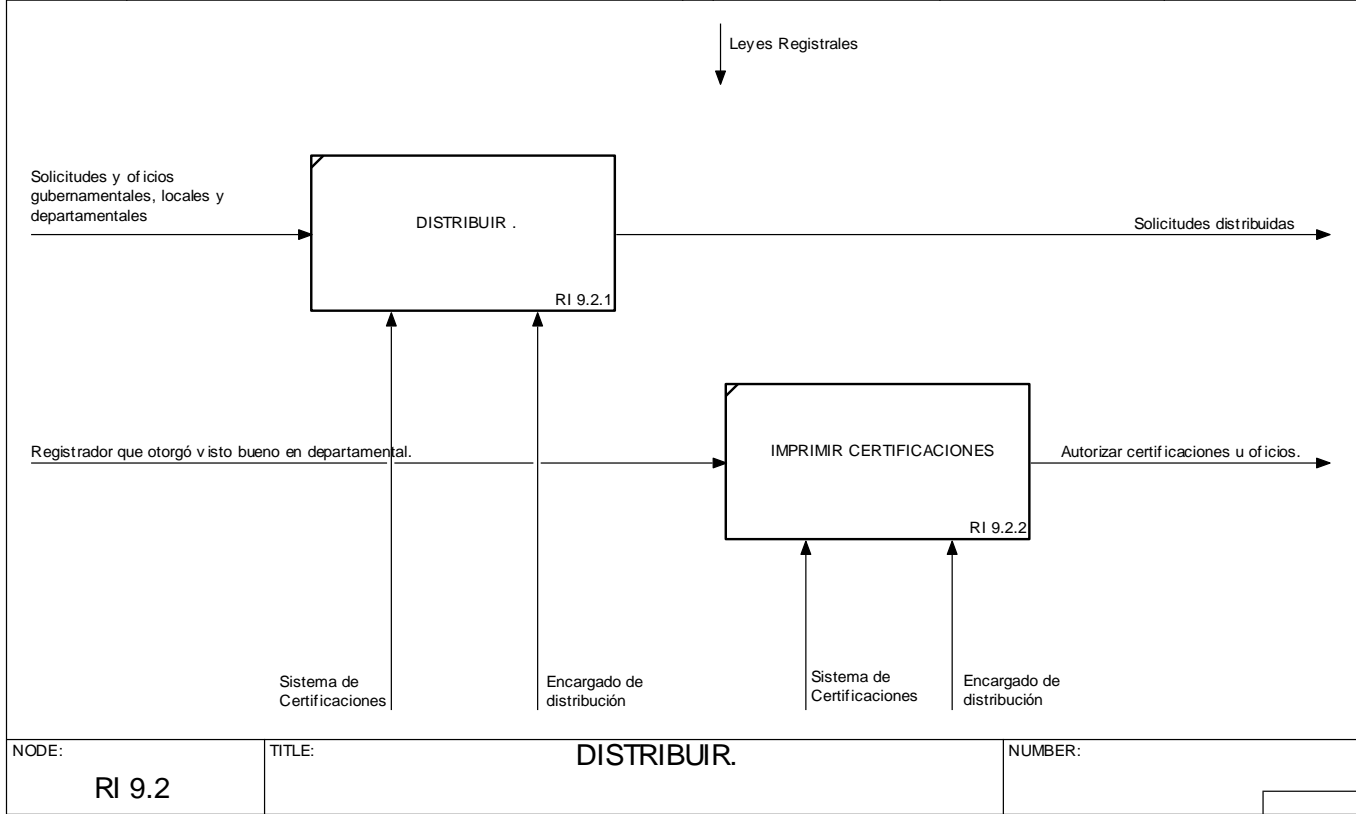 Leyes Registrales
Solicitudes y oficios
gubernamentales, locales y
departamentales
DISTRIBUIR .
Solicitudes distribuidas
RI 9.2.1
Registrador que otorgó visto bueno en departamental.
IMPRIMIR CERTIFICACIONES
Autorizar certificaciones u oficios.
RI 9.2.2
Sistema de
Certificaciones
Encargado de
distribución
Sistema de
Certificaciones
Encargado de
distribución
NODE:
RI 9.2
TITLE:
DISTRIBUIR.
NUMBER: